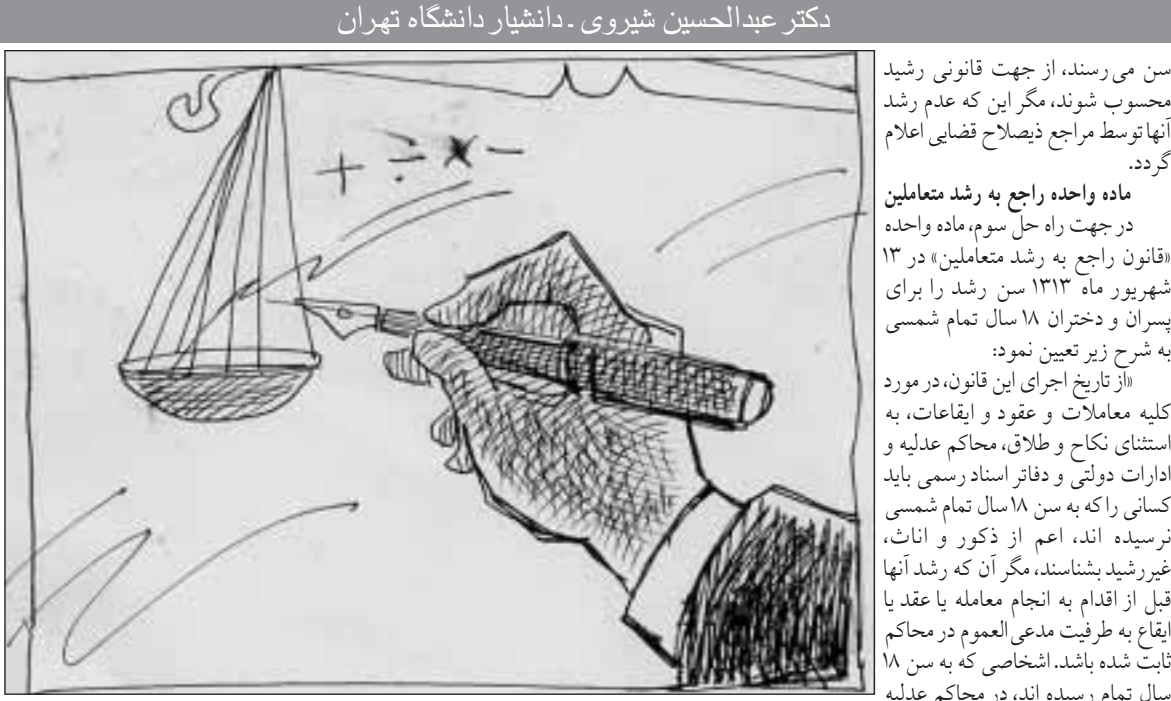 دکتر عبدالحسین شیروی ـ دانشیار دانشگاه تهران
سن می‌رسند، از جهت قانونی رشید
محسوب شوند، مگر این که عدم رشد
آنها توسط مراجع ذیصلاح قضایی اعلام
گردد.
ماده واحده راجع به رشد متعاملین
در جهت راه حل سوم، ماده واحده
«قانون راجع به رشد متعاملین» در ۱۳
شهریور ماه ۱۳۱۳ سن رشد را برای
پسران و دختران ۱۸ سال تمام شمسی
به شرح زیر تعیین نمود:
«از تاریخ اجرای این قانون، در مورد
کلیه معاملات و عقود و ایقاعات، به
استثنای نکاح و طلاق، محاکم عدلیه و
ادارات دولتی و دفاتر اسناد رسمی باید
کسانی را که به سن ۱۸ سال تمام شمسی
نرسیده اند، اعم از ذکور و اناث،
غیررشید بشناسند، مگر آن که رشد آنها
قبل از اقدام به انجام معامله یا عقد یا
ایقاع به طرفیت مدعی العموم در محاکم
ثابت شده باشد. اشخاصی که به سن ۱۸
سال تمام رسیده اند، در محاکم عدلیه
+ ÷ × −